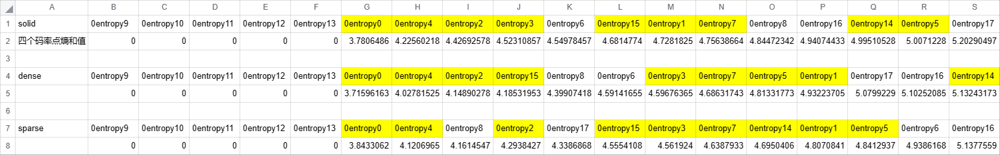 A B C D E F G H I J K L M N O P Q R S
1 solid 0entropy9 0entropy10 0entropy11 0entropy12 0entropy13 0entropy0 0entropy4 0entropy2 0entropy3 0entropy6 0entropy15 0entropy1 0entropy7 0entropy8 0entropy16 0entropy14 0entropy5 0entropy17
2 四个码率点熵和值 0 0 0 0 0 3.7806486 4.22560218 4.42692578 4.52310857 4.54978457 4.6814774 4.7281825 4.75638664 4.84472342 4.94074433 4.99510528 5.0071228 5.20290497
3
4 dense 0entropy9 0entropy10 0entropy11 0entropy12 0entropy13 0entropy0 0entropy4 0entropy2 0entropy15 0entropy8 0entropy6 0entropy3 0entropy7 0entropy5 0entropy1 0entropy17 0entropy16 0entropy14
5 0 0 0 0 0 3.71596163 4.02781525 4.14890278 4.18531953 4.39907418 4.59141655 4.59676365 4.68631743 4.81331773 4.93223705 5.0799229 5.10252085 5.13243173
6
7 sparse 0entropy9 0entropy10 0entropy11 0entropy12 0entropy13 0entropy0 0entropy4 0entropy8 0entropy2 0entropy17 0entropy15 0entropy3 0entropy7 0entropy14 0entropy1 0entropy5 0entropy6 0entropy16
8 0 0 0 0 0 3.8433062 4.1206965 4.1614547 4.2938427 4.3386868 4.5554108 4.561924 4.6387933 4.6950406 4.8070841 4.8412937 4.9386168 5.1377559